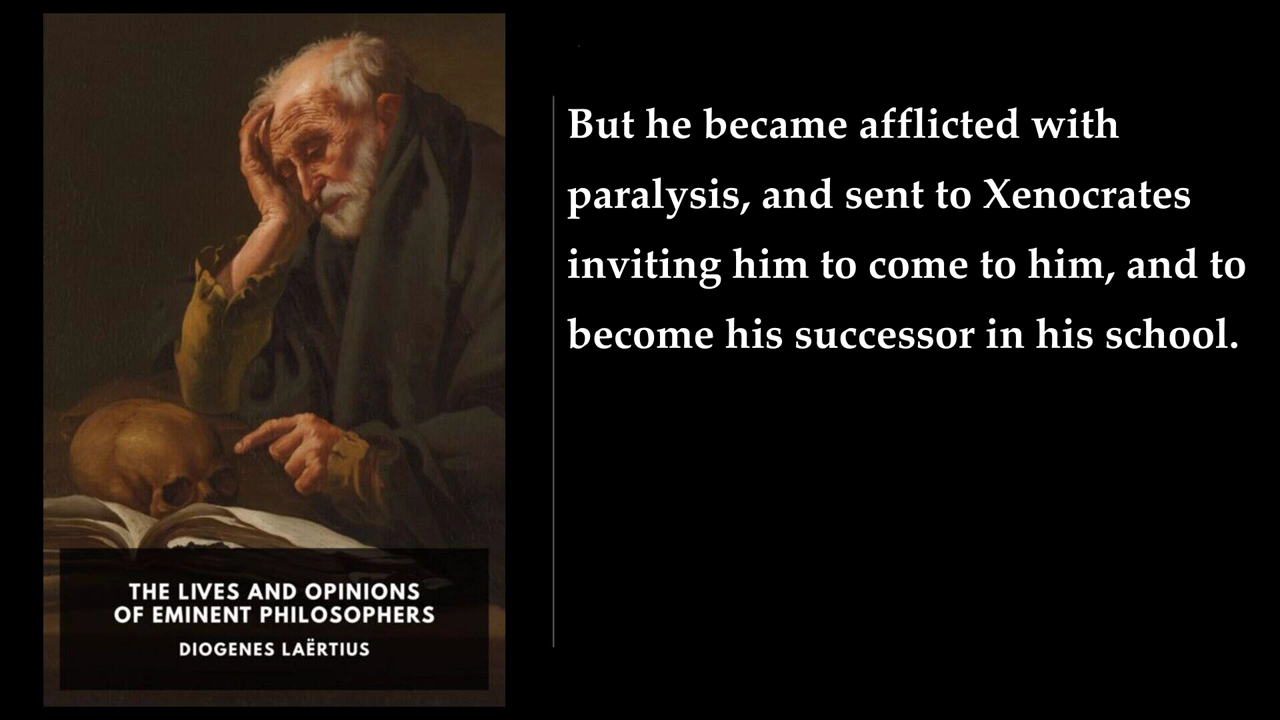 But he became afflicted with
paralysis, and sent to Xenocrates
inviting him to come to him, and to
become his successor in his school.
THE LIVES AND OPINIONS
OF EMINENT PHILOSOPHERS
DIOGENES LAËRTIUS